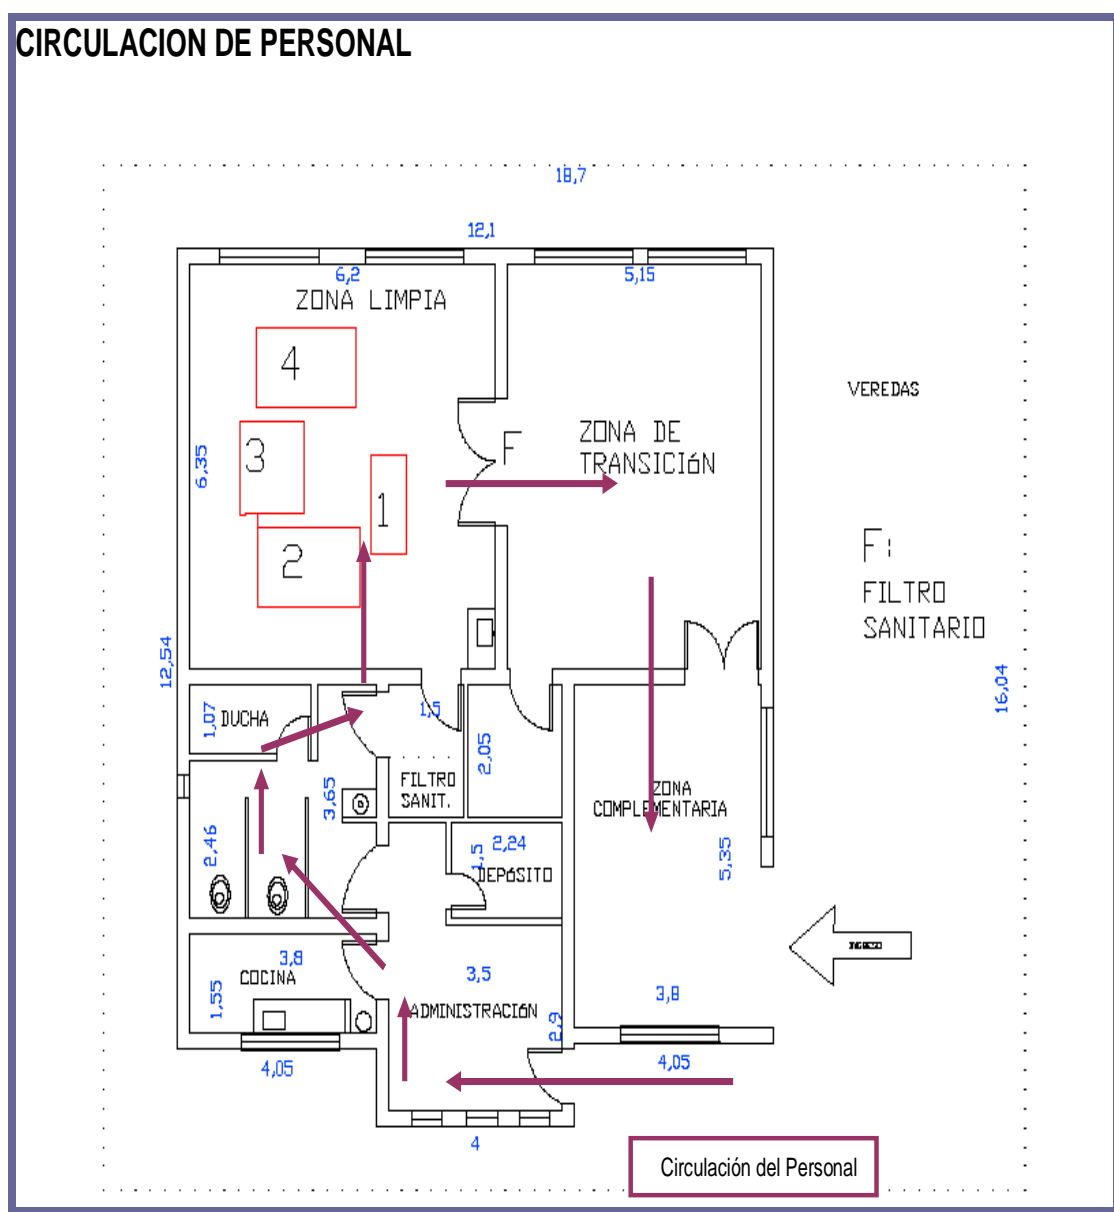 CIRCULACION DE PERSONAL
18,7
12,1
6,2
5,15
ZONA LIMPIA
4
VEREDAS
ZONA DE
TRANSICIóN
F
3
6,35
1
F:
FILTRO
SANITARIO
2
12,54
16,04
1,07
DUCHA
1,5
2,05
FILTRO
SANIT.
3,65
ZONA
COMPLEMENTARIA
2,46
2,24
1,5
DEPóSITO
5,35
INGRESO
3,8
COCINA
1,55
3,5
ADMINISTRACIóN
3,8
2,9
4,05
4,05
4
Circulación del Personal